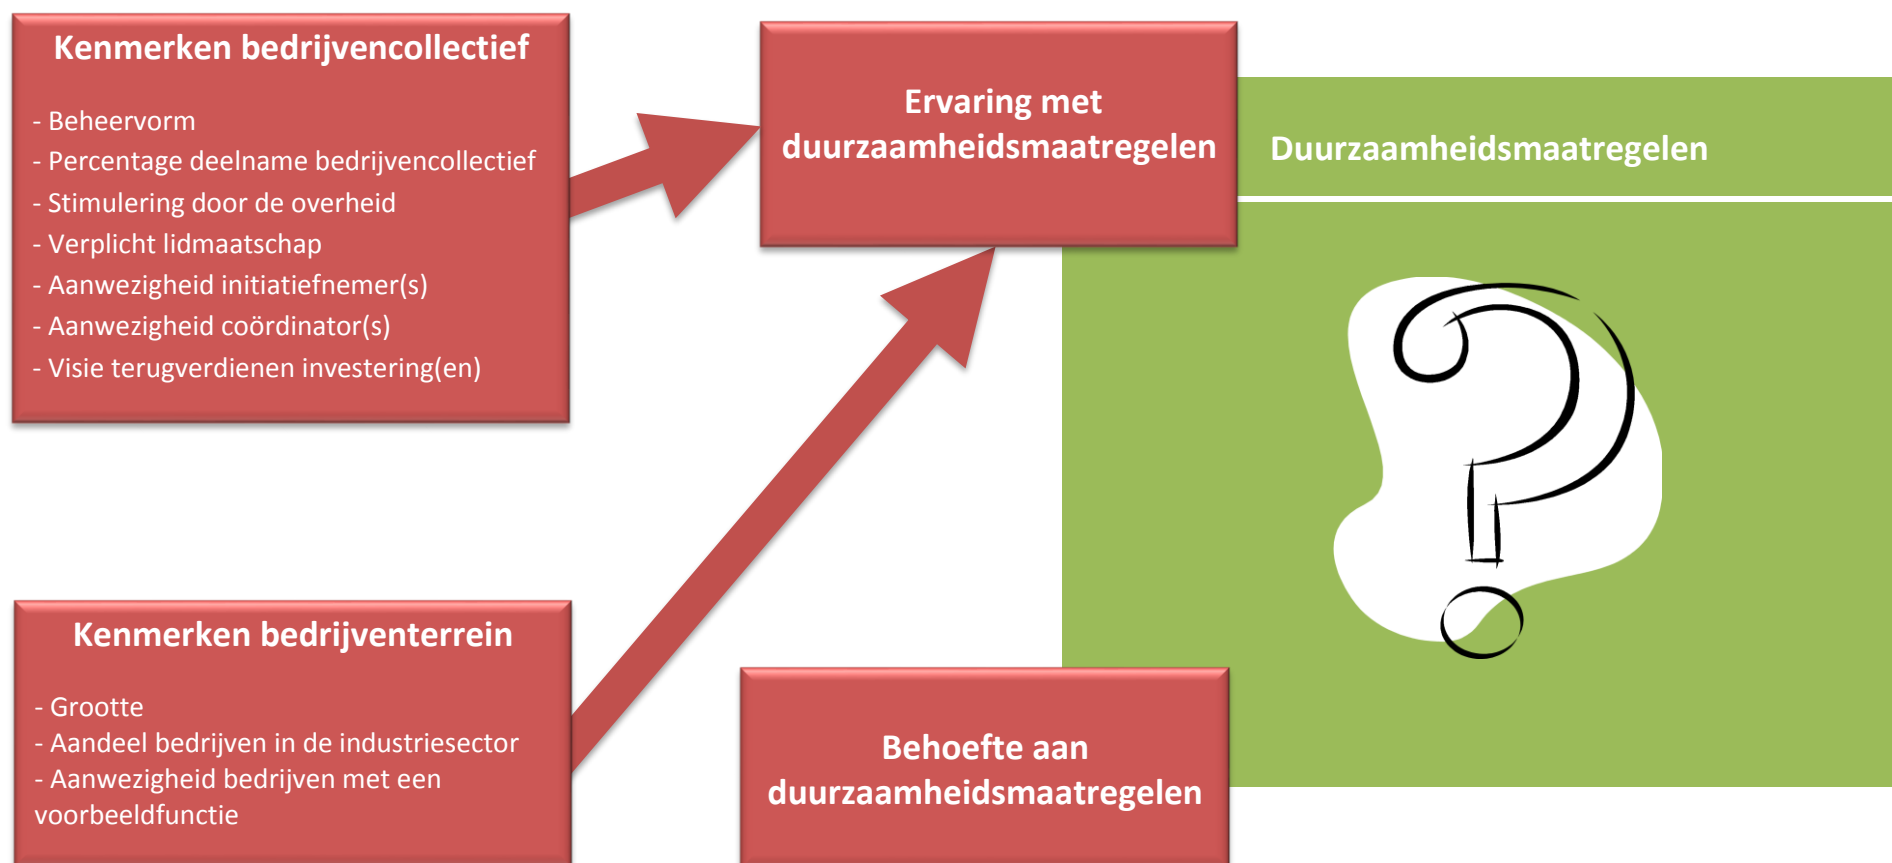 Kenmerken bedrijvencollectief
- Beheervorm
- Percentage deelname bedrijvencollectief
- Stimulering door de overheid
- Verplicht lidmaatschap
- Aanwezigheid initiatiefnemer(s)
- Aanwezigheid coördinator(s)
- Visie terugverdienen investering(en)
Ervaring met
duurzaamheidsmaatregelen
Duurzaamheidsmaatregelen
Kenmerken bedrijventerrein
- Grootte
- Aandeel bedrijven in de industriesector
- Aanwezigheid bedrijven met een
voorbeeldfunctie
Behoefte aan
duurzaamheidsmaatregelen
?